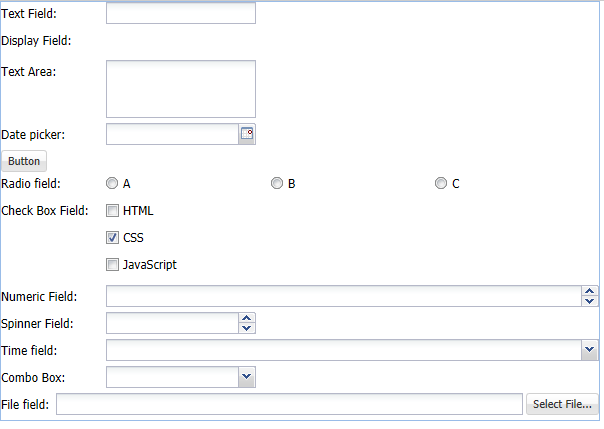 Text Field:
Display Field:
Text Area:
Date picker:
Button
Radio field: A B C
Check Box Field: HTML
CSS
JavaScript
Numeric Field:
Spinner Field:
Time field:
Combo Box:
File field: Select File...